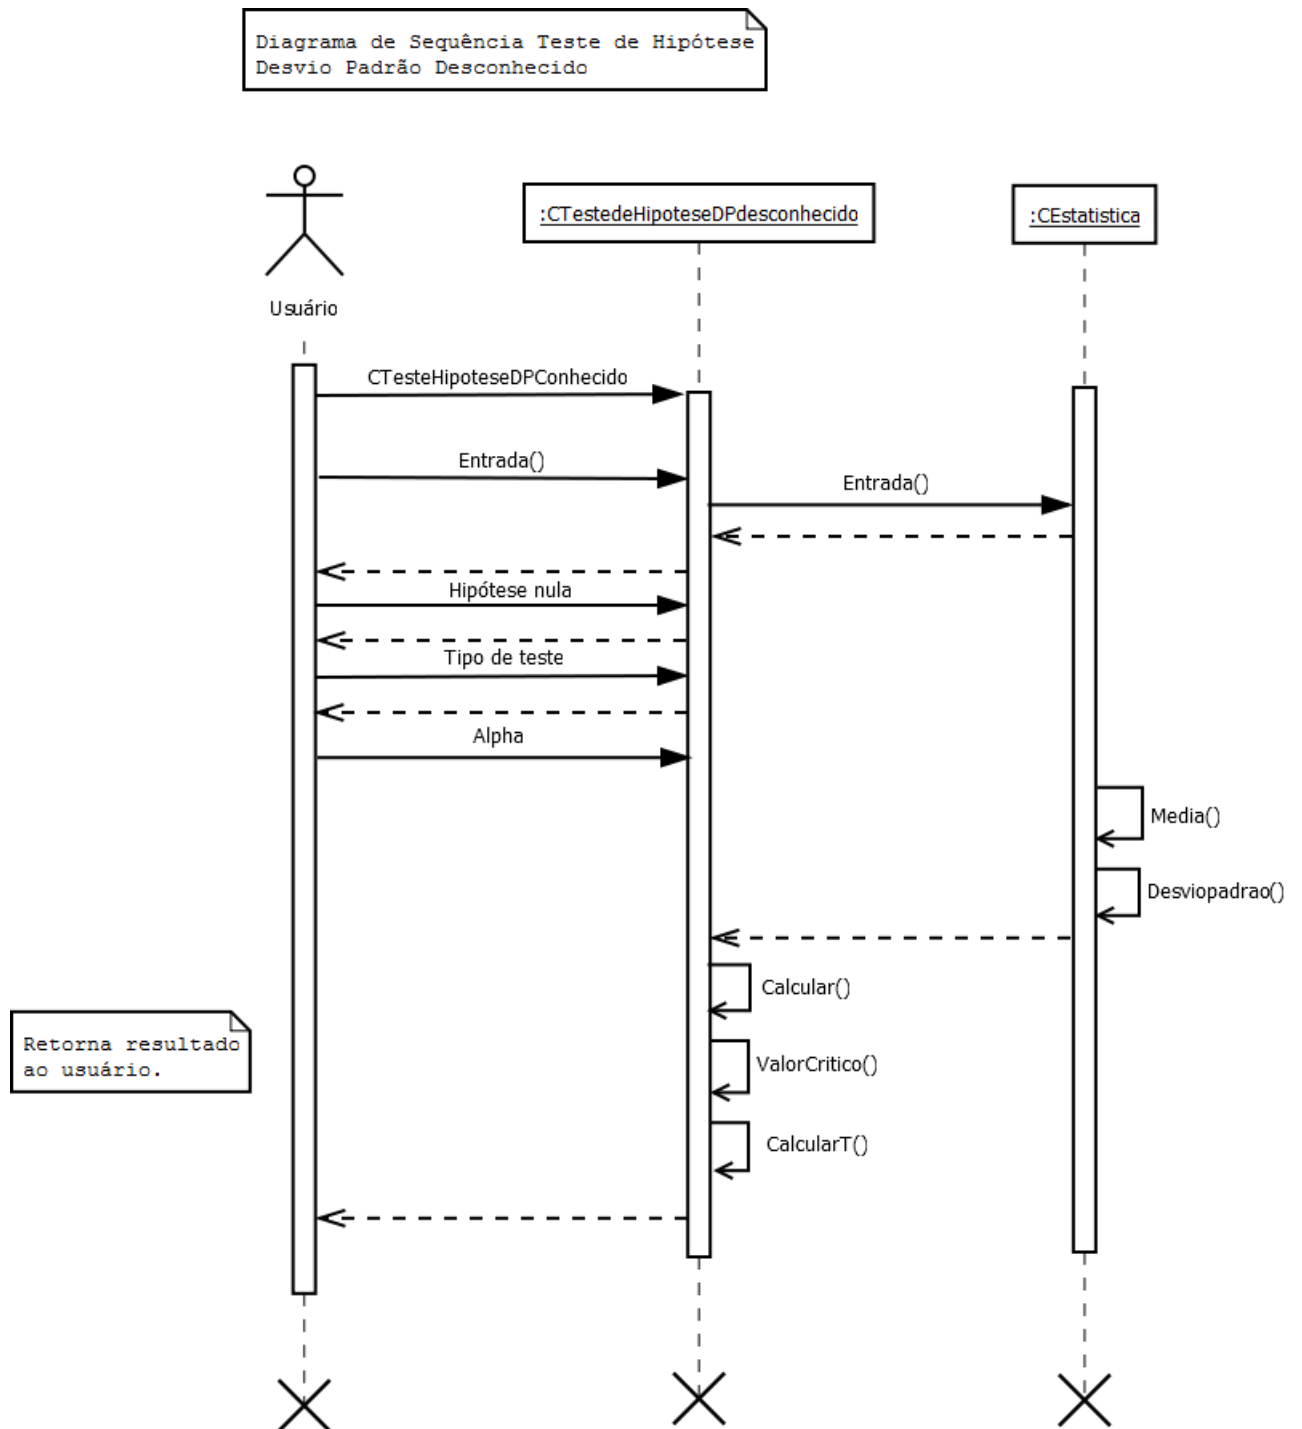 Diagrama de Sequência Teste de Hipótese
Desvio Padrão Desconhecido
:CTestedeHipoteseDPdesconhecido
:CEstatistica
Usuário
CTesteHipoteseDPConhecido
Entrada()
Entrada()
Hipótese nula
Tipo de teste
Alpha
Media()
Desviopadrao()
Calcular()
Retorna resultado
ao usuário.
ValorCritico()
CalcularT()